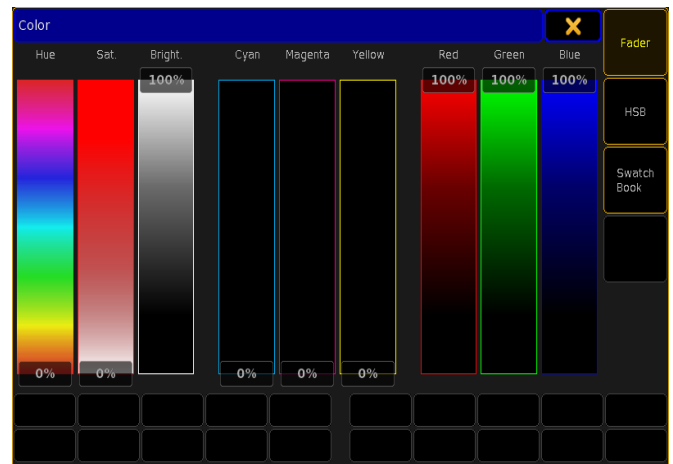 Color
Fader
Hue Sat. Bright. Cyan Magenta Yellow Red Green Blue
100% 100% 100% 100%
HSB
Swatch
Book
0% 0% 0% 0% 0%